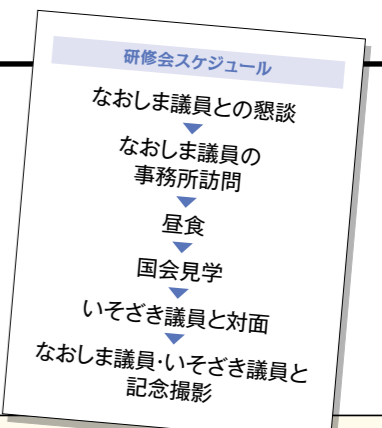 研修会スケジュール
なおしま議員との懇談
なおしま議員の
事務所訪問
昼食
国会見学
いそざき議員と対面
なおしま議員・いそざき議員と
記念撮影